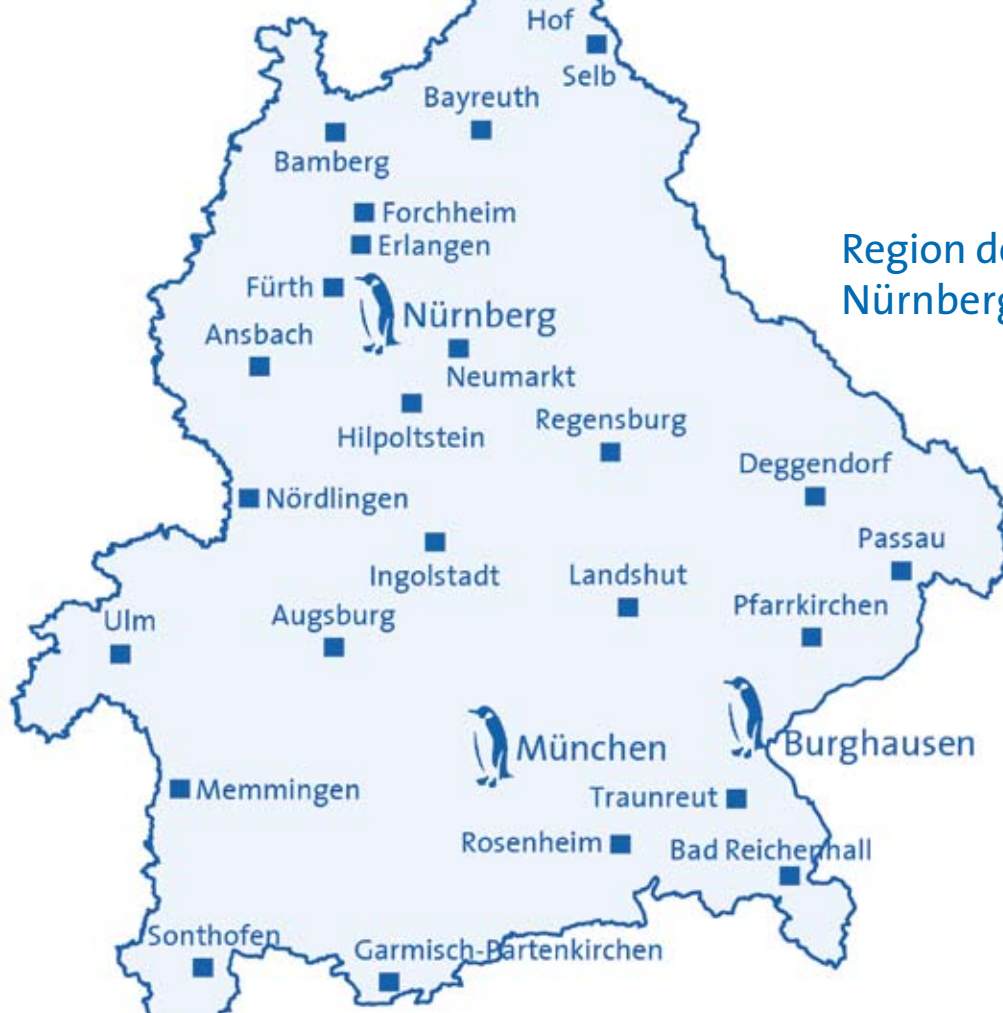 Hof
Selb
Bayreuth
Bamberg
Forchheim
Erlangen
Region
Nürnberg
Fürth
Nürnberg
Ansbach
Neumarkt
Regensburg
Hilpoltstein
Deggendorf
Nördlingen
Passau
Ingolstadt
Landshut
Pfarrkirchen
Augsburg
Ulm
Burghausen
München
Memmingen
Traunreut
Rosenheim
Bad Reichenhall
Sonthofen
Garmisch-Partenkirchen